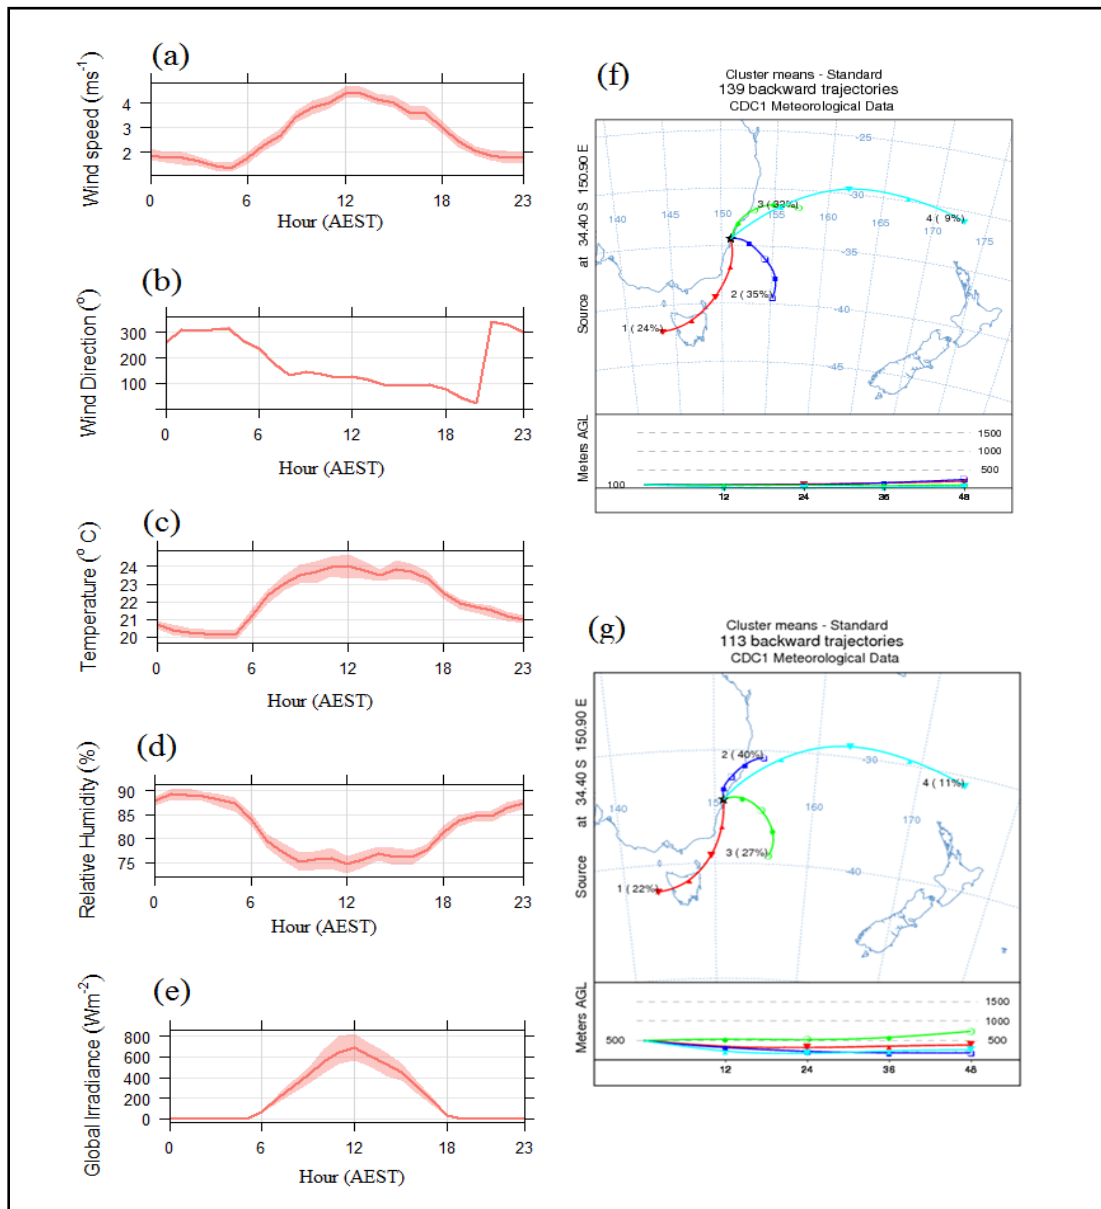 (a)
Wind speed (ms-1)
4
3
2
0 6 12 18 23
Hour (AEST)
(b)
Wind Direction (o)
300
200
100
0 6 12 18 23
Hour (AEST)
(c)
Temperature (o C)
24
23
22
21
20
0 6 12 18 23
Hour (AEST)
(d)
Relative Humidity (%)
90
85
80
75
0 6 12 18 23
Hour (AEST)
(e)
Global Irradiance (Wm-2)
800
600
400
200
0
0 6 12 18 23
Hour (AEST)
(f)
Cluster means - Standard
139 backward trajectories
CDC1 Meteorological Data
Source at 34.40 S 150.90 E
-25
-30
140 145 150 155 160 165 170 175
3 ( 32%)
4 ( 9%)
-35
2 ( 35%)
-40
1 ( 24%)
-45
Meters AGL
1500
1000
500
100
12 24 36 48
(g)
Cluster means - Standard
113 backward trajectories
CDC1 Meteorological Data
Source at 34.40 S 150.90 E
2 ( 40%)
-30
4 ( 11%)
140 160 170
3 ( 27%)
-40
1 ( 22%)
Meters AGL
1500
1000
500
500
12 24 36 48